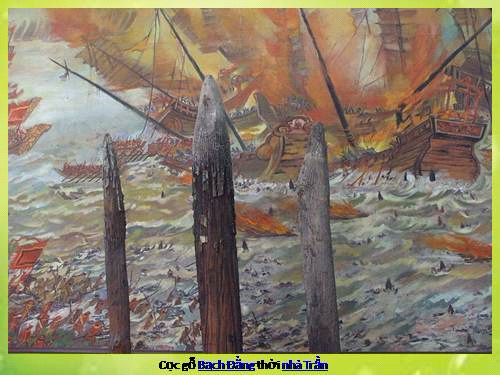 Cọc gỗ Bạch Đằng thời nhà Trần